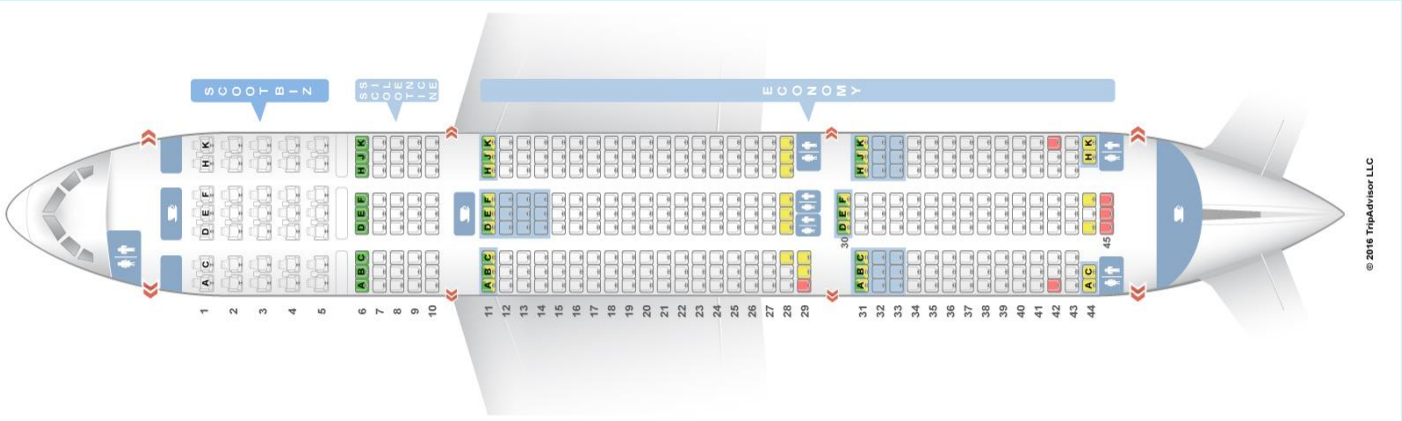 SCOOTBIZ
SCOOT IN
SILENCE
ECONOMY
K K K K K
H J H J H J H
F F F F
E E E E
D D D D
C C C C C
A B A B A B A
1 2 3 4 5 6 7 8 9 10 11 12 13 14 15 16 17 18 19 20 21 22 23 24 25 26 27 28 29 30 31 32 33 34 35 36 37 38 39 40 41 42 43 44 45
© 2016 TripAdvisor LLC